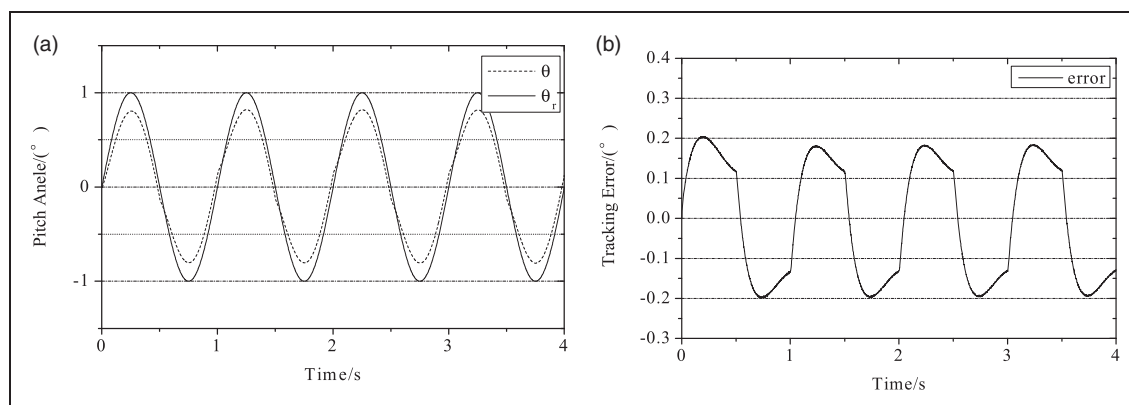 (a)
Pitch Anele/(°)
1
0
-1
θ
θr
0
1
2
3
4
Time/s
(b)
Tracking Error/(°)
0.4
0.3
0.2
0.1
0.0
-0.1
-0.2
-0.3
error
0
1
2
3
4
Time/s